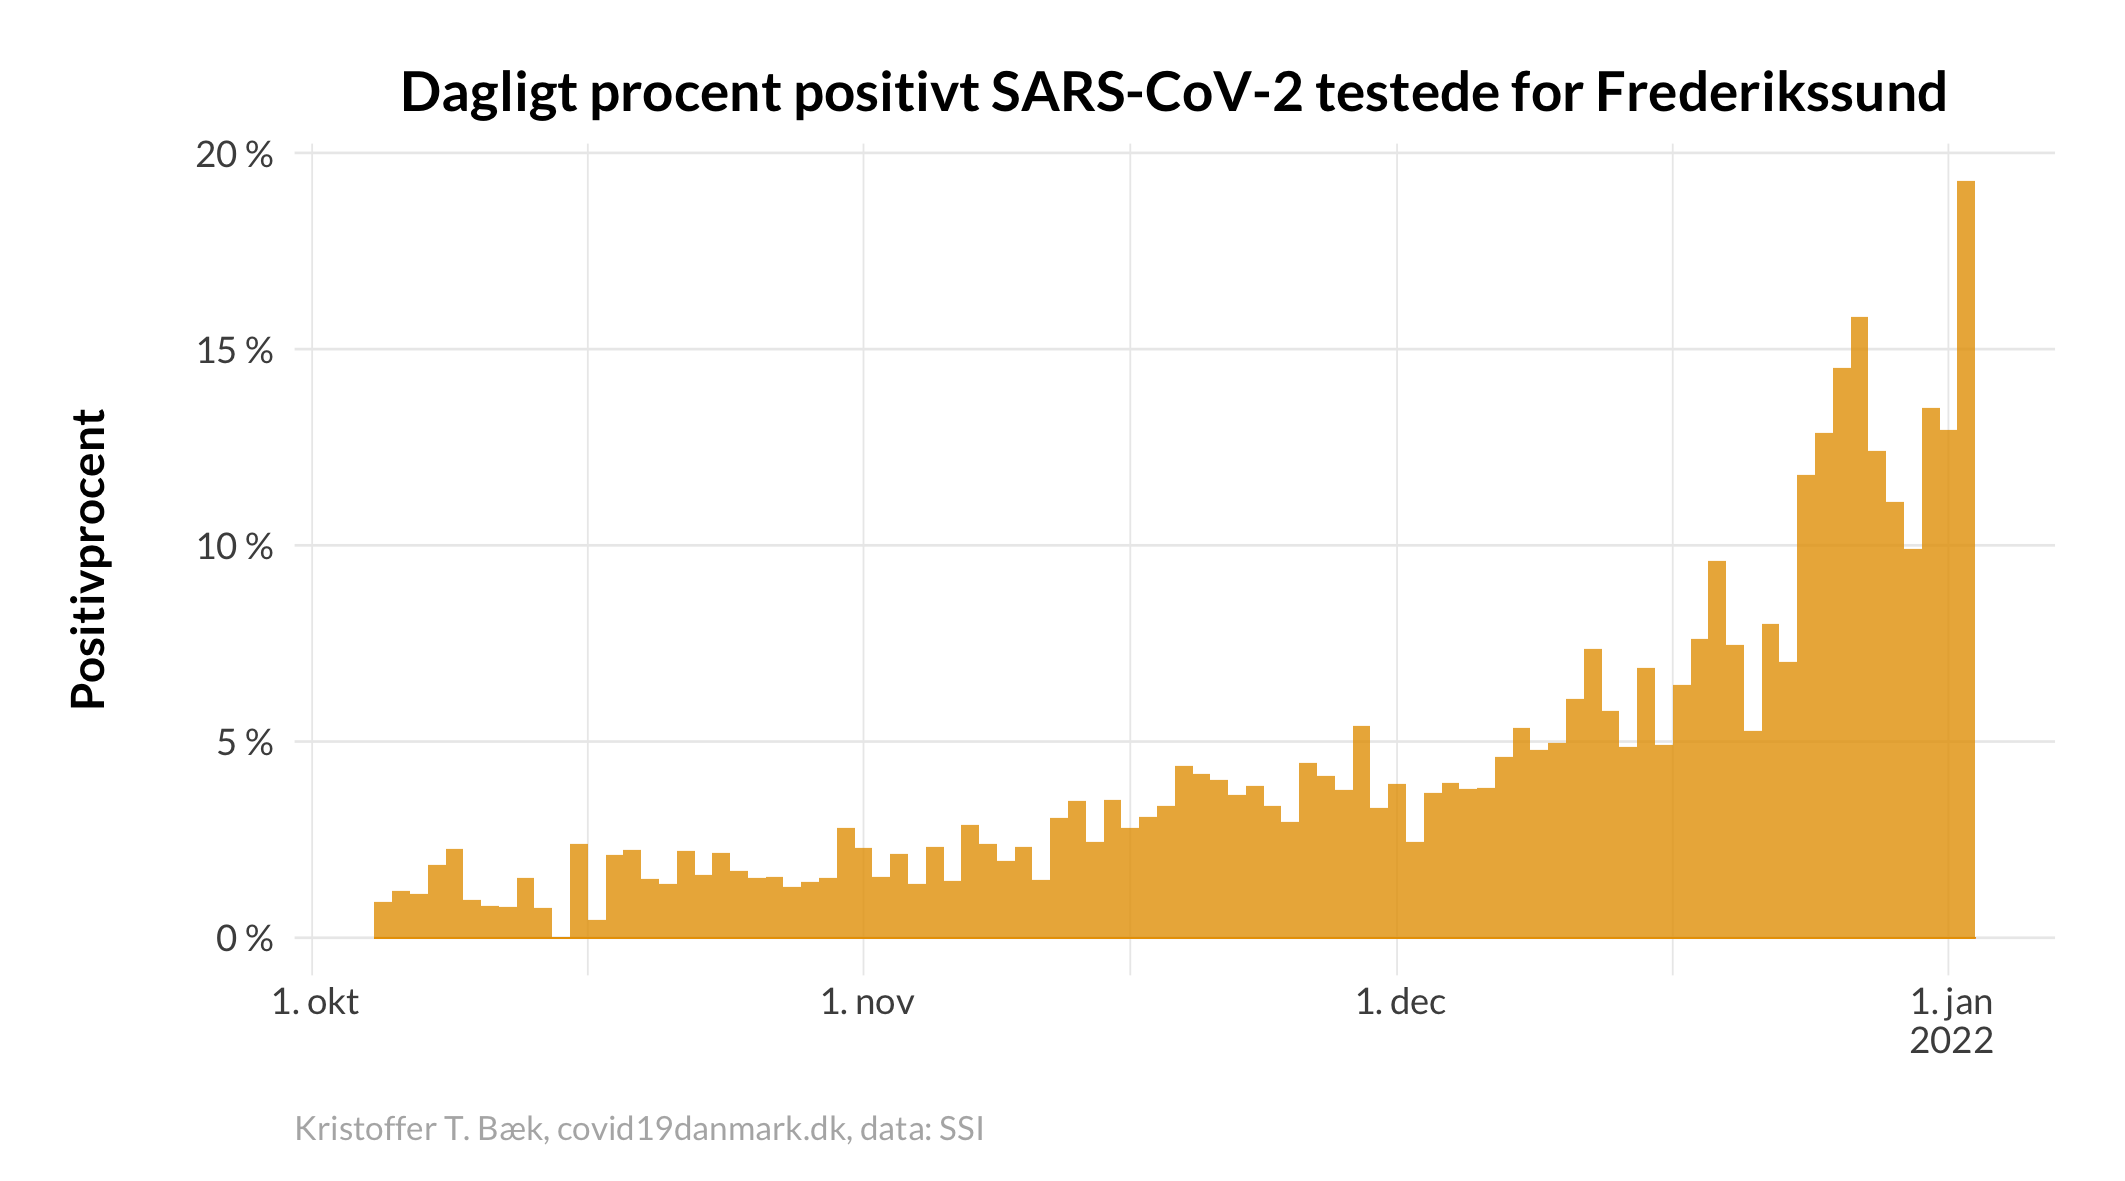 Dagligt procent positivt SARS-CoV-2 testede for Frederikssund
Positivprocent
20 %
15 %
10 %
5 %
0 %
1. okt
1. nov
1. dec
1. jan
2022
Kristoffer T. Bæk, covid19danmark.dk, data: SSI